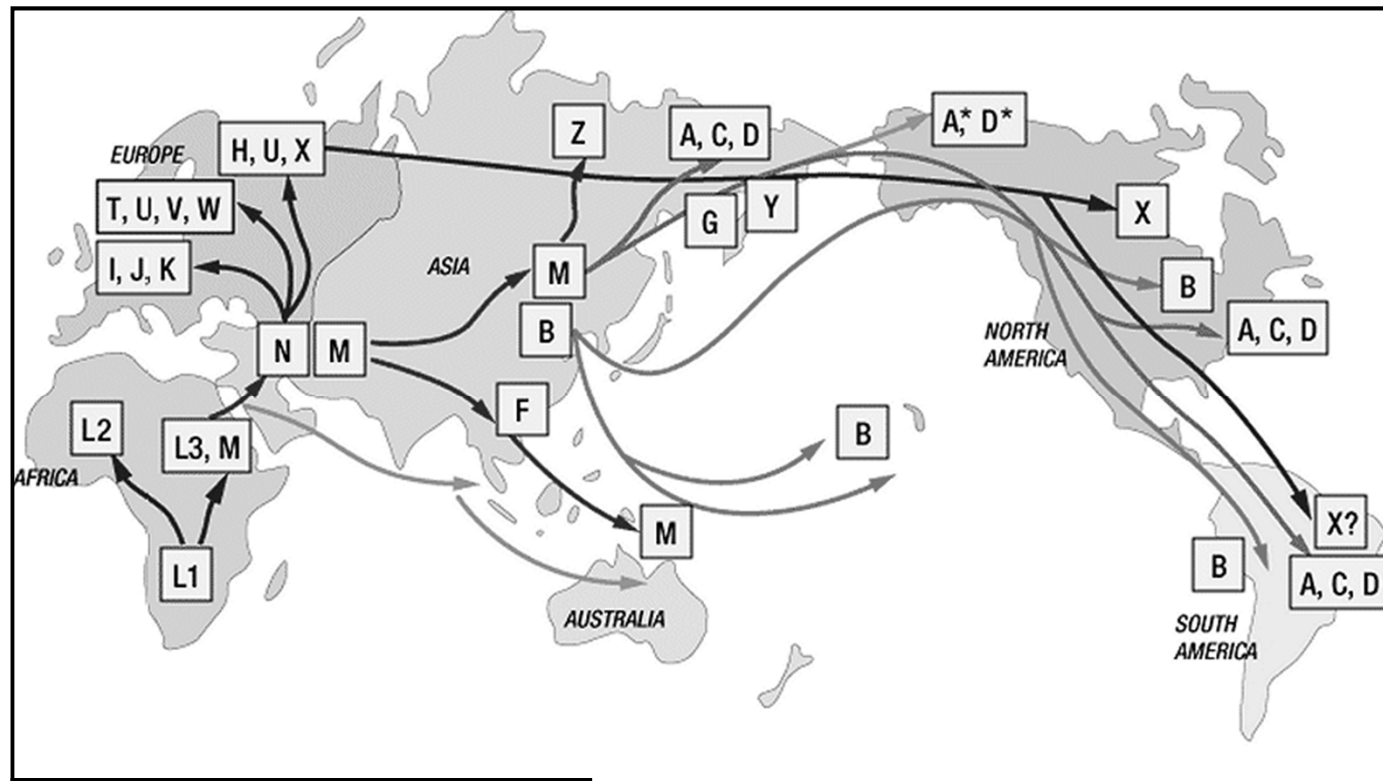 Z
A, C, D
A,* D*
EUROPE
H, U, X
T, U, V, W
G
Y
X
I, J, K
ASIA
M
B
B
N
M
NORTH
AMERICA
A, C, D
F
L2
L3, M
B
AFRICA
M
X?
L1
B
A, C, D
AUSTRALIA
SOUTH
AMERICA